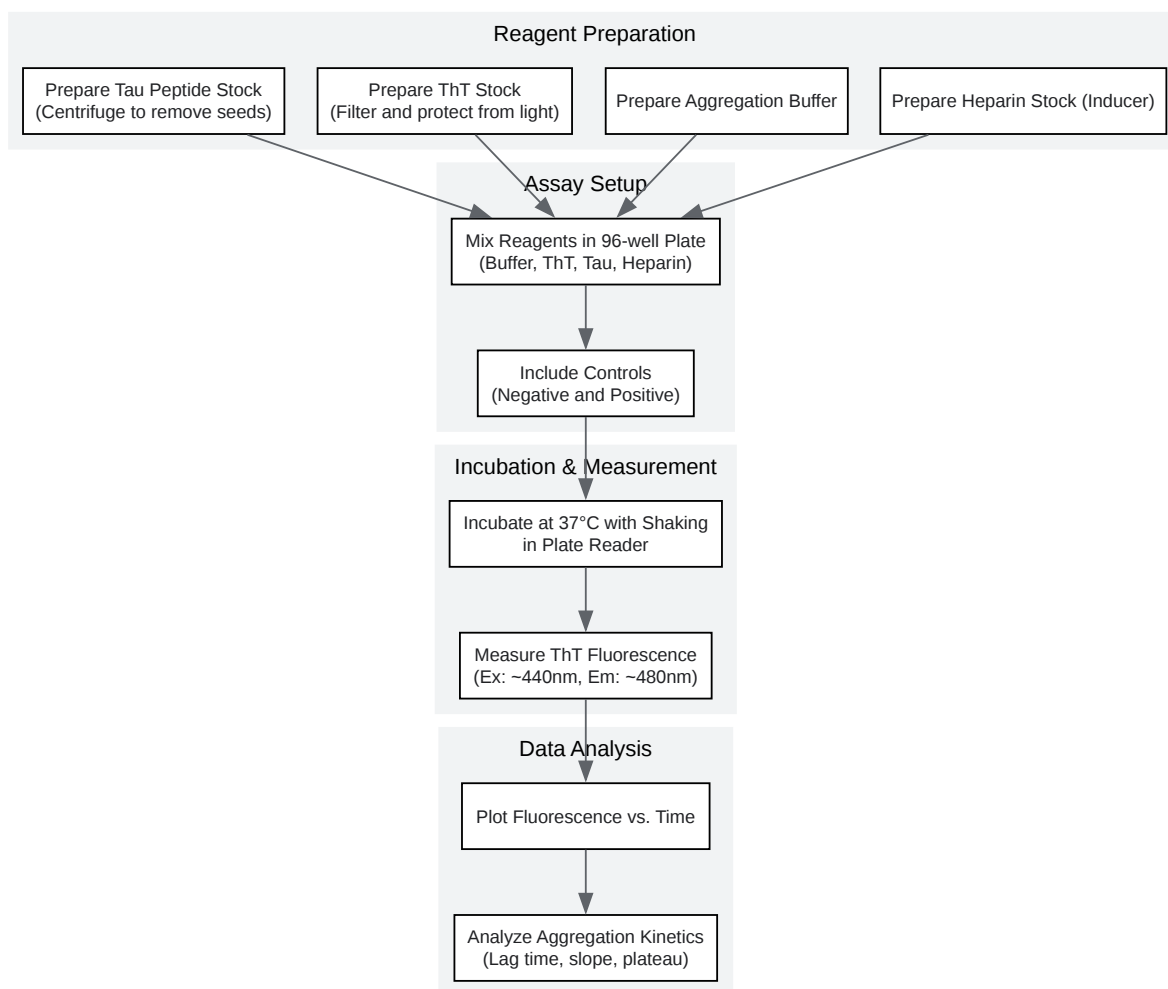 Reagent Preparation
Prepare Tau Peptide Stock
(Centrifuge to remove seeds)
Prepare ThT Stock
(Filter and protect from light)
Prepare Aggregation Buffer
Prepare Heparin Stock (Inducer)
Assay Setup
Mix Reagents in 96-well Plate
(Buffer, ThT, Tau, Heparin)
Include Controls
(Negative and Positive)
Incubation & Measurement
Incubate at 37°C with Shaking
in Plate Reader
Measure ThT Fluorescence
(Ex: ~440nm, Em: ~480nm)
Data Analysis
Plot Fluorescence vs. Time
Analyze Aggregation Kinetics
(Lag time, slope, plateau)